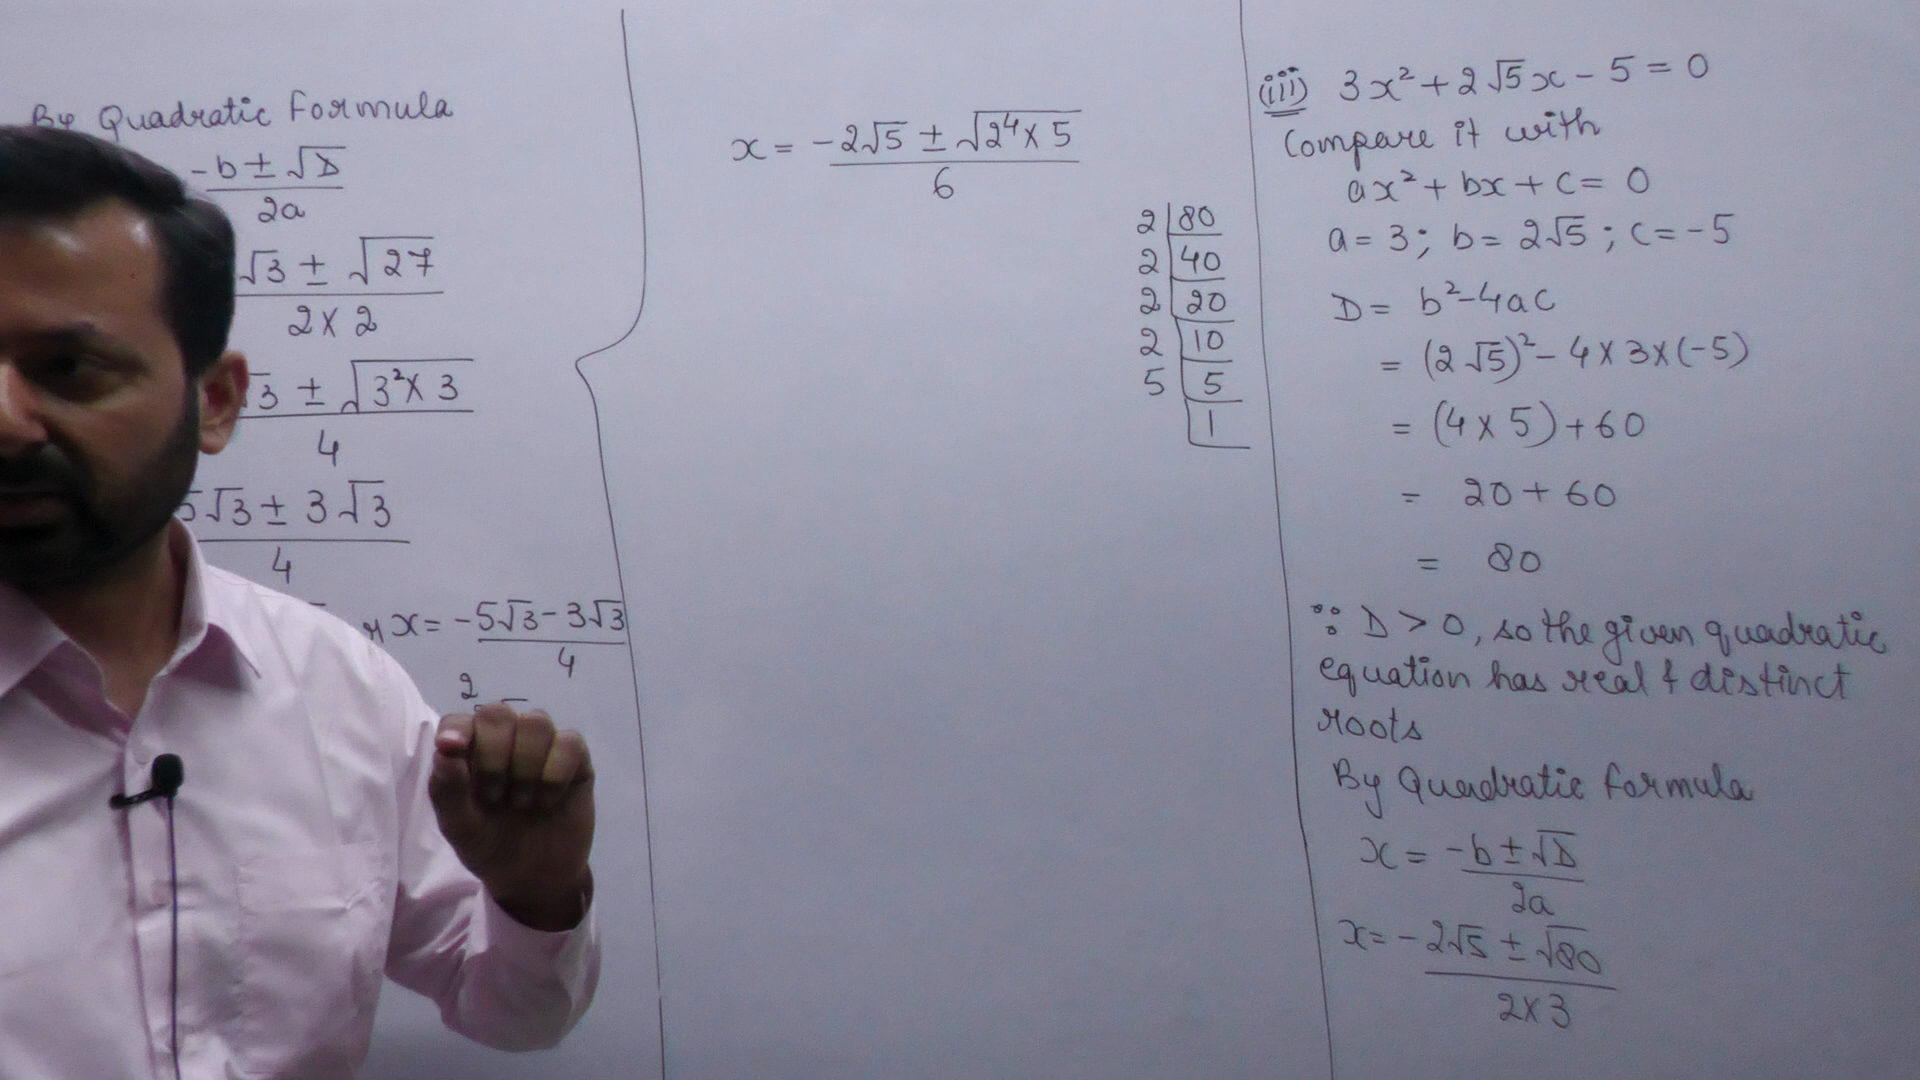 By Quadratic Formula
-b ± √D
2a
√3 ± √27
2 x 2
√3 ± √3² x 3
4
5√3 ± 3√3
4
x = -5√3 - 3√3
4
2
x = -2√5 ± √2⁴ x 5
6
2 | 80
2 | 40
2 | 20
2 | 10
5 | 5
1
(iii) 3x² + 2√5x - 5 = 0
Compare it with
ax² + bx + c = 0
a = 3; b = 2√5; c = -5
D = b² - 4ac
= (2√5)² - 4 x 3 x (-5)
= (4 x 5) + 60
= 20 + 60
= 80
∵ D > 0, so the given quadratic
equation has real & distinct
roots
By Quadratic formula
x = -b ± √D
2a
x = -2√5 ± √80
2 x 3